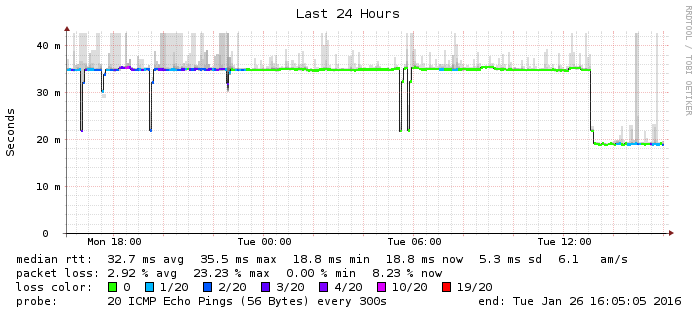 Last 24 Hours
RRDTOOL / TOBI OETIKER
Seconds
40 m
30 m
20 m
10 m
0
Mon 18:00 Tue 00:00 Tue 06:00 Tue 12:00
median rtt: 32.7 ms avg 35.5 ms max 18.8 ms min 18.8 ms now 5.3 ms sd 6.1 am/s
packet loss: 2.92 % avg 23.23 % max 0.00 % min 8.23 % now
loss color: 0 1/20 2/20 3/20 4/20 10/20 19/20
probe: 20 ICMP Echo Pings (56 Bytes) every 300s end: Tue Jan 26 16:05:05 2016